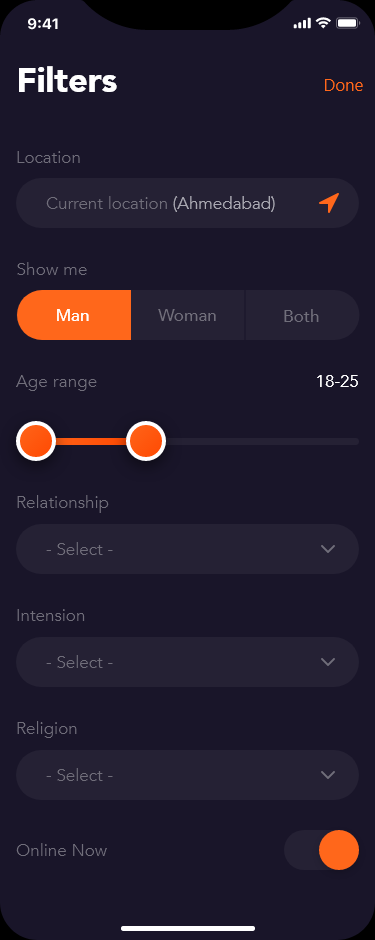 9:41
Filters
Done
Location
Current location (Ahmedabad)
Show me
Man
Woman
Both
Age range
18-25
Relationship
- Select -
Intension
- Select -
Religion
- Select -
Online Now